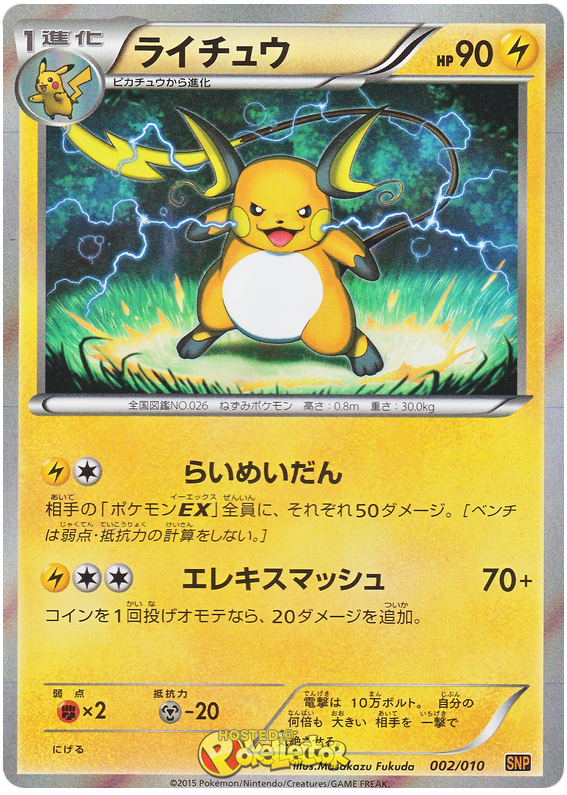 1進化
ライチュウ
HP90
ピカチュウから進化
全国図鑑NO.026 ねずみポケモン 高さ:0.8m 重さ:30.0kg
らいめいだん
相手の「ポケモンEX」全員に、それぞれ50ダメージ。[ベンチ
は弱点・抵抗力の計算をしない。]
エレキスマッシュ 70+
コインを1回投げオモテなら、20ダメージを追加。
弱点 抵抗力
×2 -20
にげる
電撃は 10万ボルト。 自分の
何倍も 大きい 相手を 一撃で
HOSTED@
Pokellector
Illus.Masakazu Fukuda 002/010 SNP
©2015 Pokémon/Nintendo/Creatures/GAME FREAK.